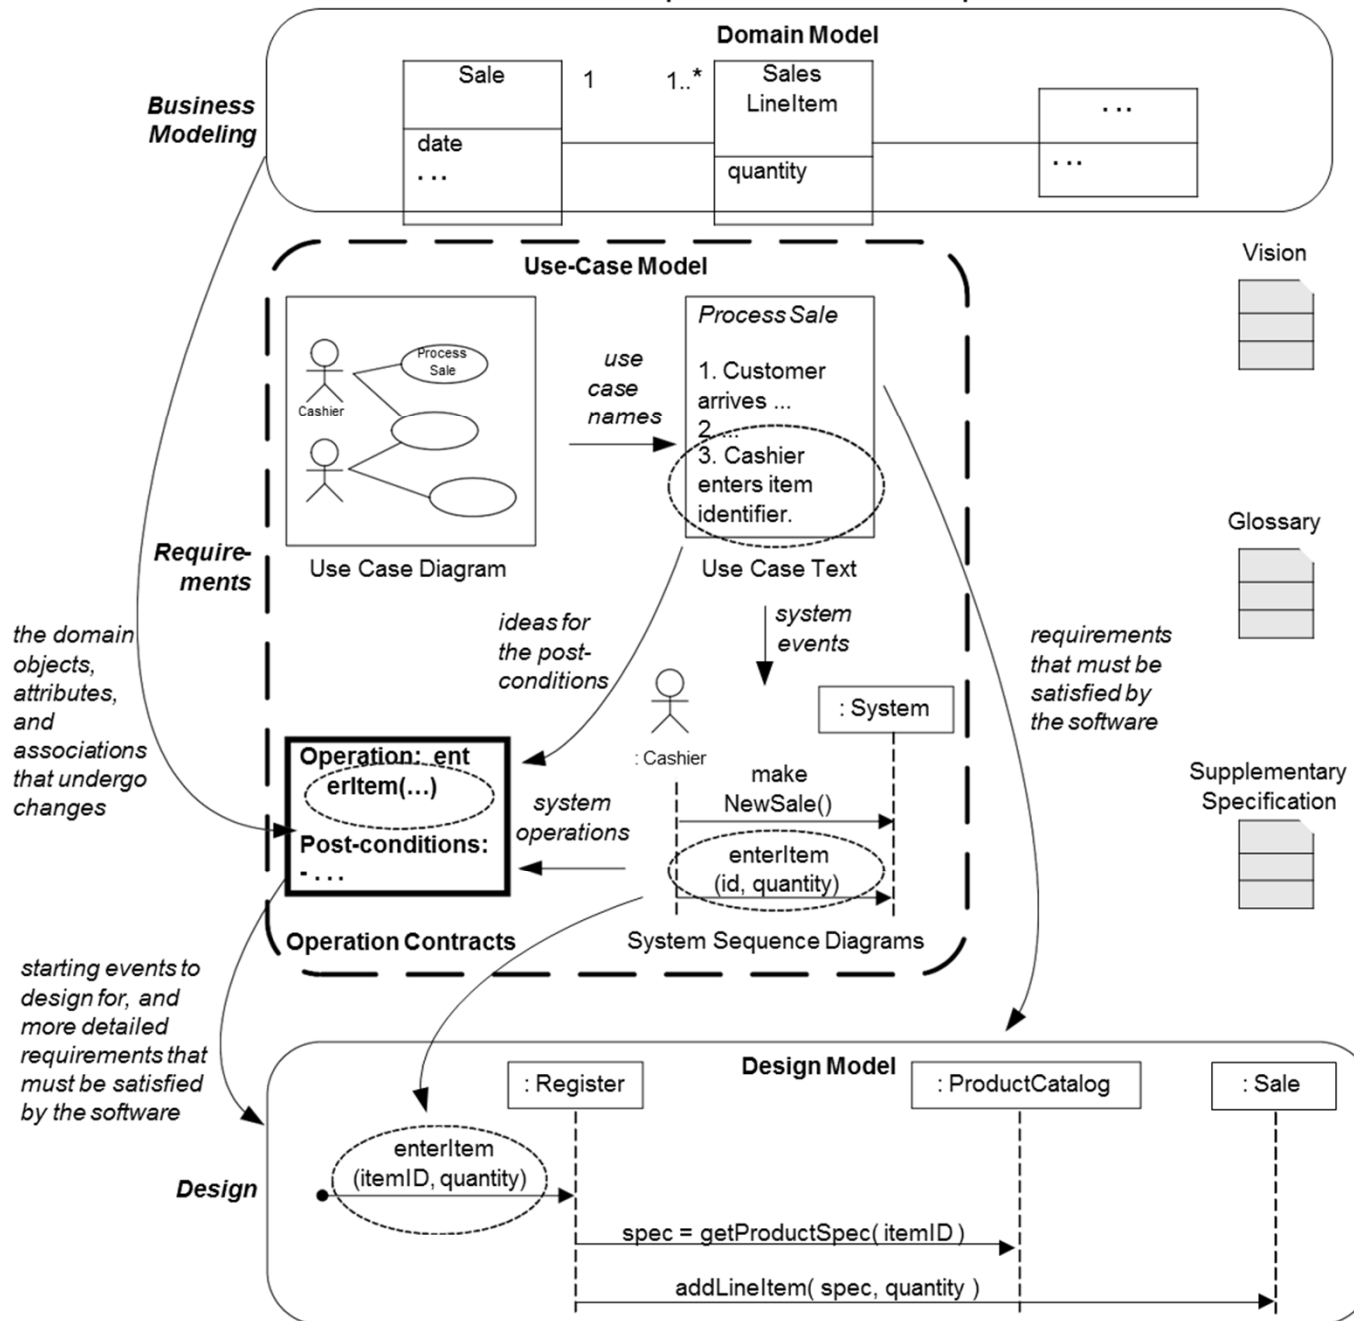 Domain Model
Business
Modeling
Sale
1
1..*
Sales
LineItem
. . .
date
. . .
quantity
. . .
Use-Case Model
Vision
Process
Sale
Cashier
use
case
names
Process Sale
1. Customer
arrives ...
2. ...
3. Cashier
enters item
identifier.
Glossary
Require-
ments
Use Case Diagram
Use Case Text
the domain
objects,
attributes,
and
associations
that undergo
changes
ideas for
the post-
conditions
system
events
requirements
that must be
satisfied by
the software
: System
Operation: ent
erItem(…)
Post-conditions:
- . . .
system
operations
: Cashier
make
NewSale()
enterItem
(id, quantity)
Supplementary
Specification
Operation Contracts
System Sequence Diagrams
starting events to
design for, and
more detailed
requirements that
must be satisfied
by the software
Design Model
: Register
: ProductCatalog
: Sale
enterItem
(itemID, quantity)
Design
spec = getProductSpec( itemID )
addLineItem( spec, quantity )